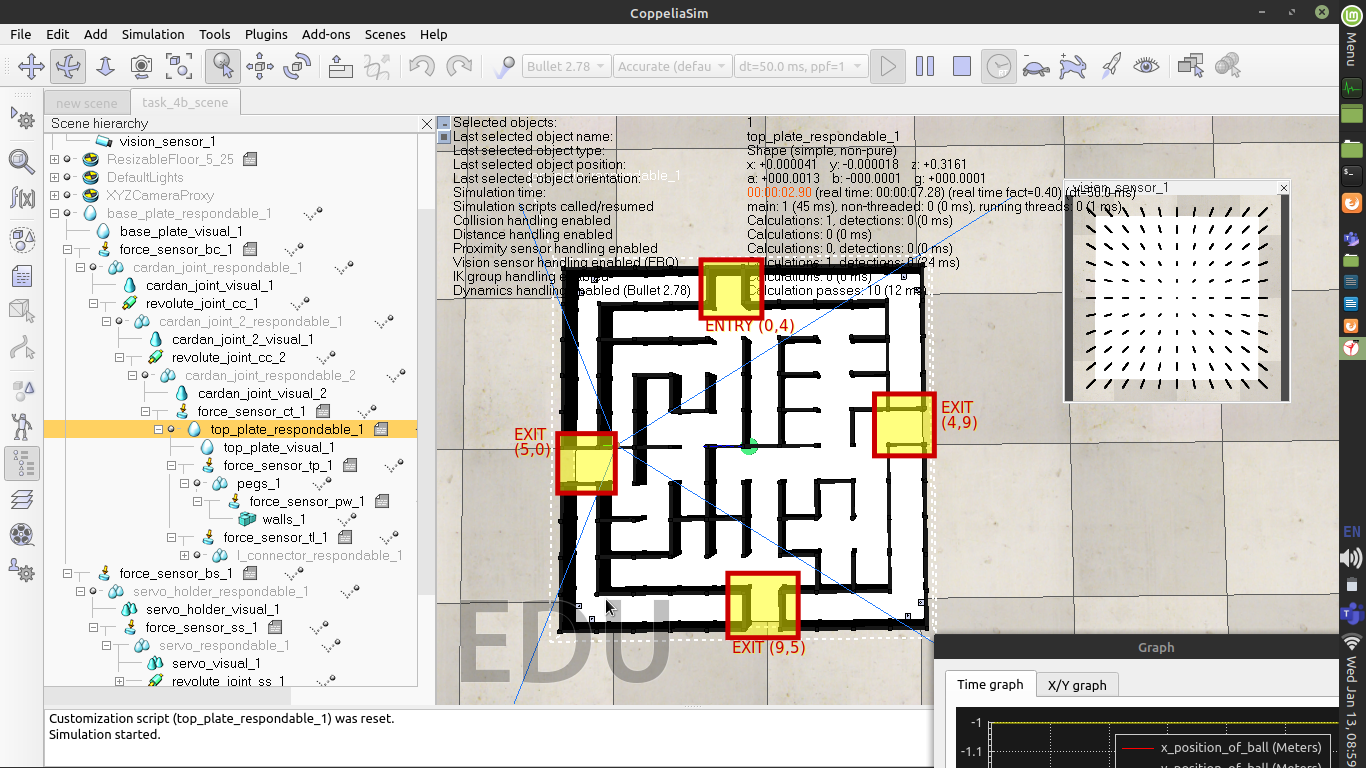 CoppeliaSim
Menu
File Edit Add Simulation Tools Plugins Add-ons Scenes Help
Bullet 2.78 Accurate (defau dt=50.0 ms, ppf=1
new scene task_4b_scene
Scene hierarchy
vision_sensor_1
ResizableFloor_5_25
DefaultLights
XYZCameraProxy
base_plate_respondable_1
base_plate_visual_1
force_sensor_bc_1
cardan_joint_respondable_1
cardan_joint_visual_1
revolute_joint_cc_1
cardan_joint_2_respondable_1
cardan_joint_2_visual_1
revolute_joint_cc_2
cardan_joint_respondable_2
cardan_joint_visual_2
force_sensor_ct_1
top_plate_respondable_1
top_plate_visual_1
force_sensor_tp_1
pegs_1
force_sensor_pw_1
walls_1
force_sensor_tl_1
l_connector_respondable_1
force_sensor_bs_1
servo_holder_respondable_1
servo_holder_visual_1
force_sensor_ss_1
servo_respondable_1
servo_visual_1
revolute_joint_ss_1
Selected objects: 1
Last selected object name: top_plate_respondable_1
Last selected object type: Shape (simple, non-pure)
Last selected object position: x: +0.000041 y: -0.000018 z: +0.3161
Last selected object orientation: a: +000.0013 b: -000.0001 g: +000.0001
Simulation time: 00:00:02.90 (real time: 00:00:07.28) (real time fact=0.40) (dt=50.0 ms)
Simulation scripts called/resumed main: 1 (45 ms), non-threaded: 0 (0 ms), running threads: 0 (1 ms)
Collision handling enabled Calculations: 1, detections: 0 (0 ms)
Distance handling enabled Calculations: 0 (0 ms)
Proximity sensor handling enabled Calculations: 0, detections: 0 (0 ms)
Vision sensor handling enabled (FBO) Calculations: 1, detections: 0 (24 ms)
IK group handling enabled Calculations: 0 (0 ms)
Dynamics handling enabled (Bullet 2.78) Calculation passes: 10 (12 ms)
vision_sensor_1
ENTRY (0,4)
EXIT
(4,9)
EXIT
(5,0)
EXIT (9,5)
EDU
Customization script (top_plate_respondable_1) was reset.
Simulation started.
Graph
Time graph X/Y graph
-1
-1.1
x_position_of_ball (Meters)
EN
Wed Jan 13, 08:59